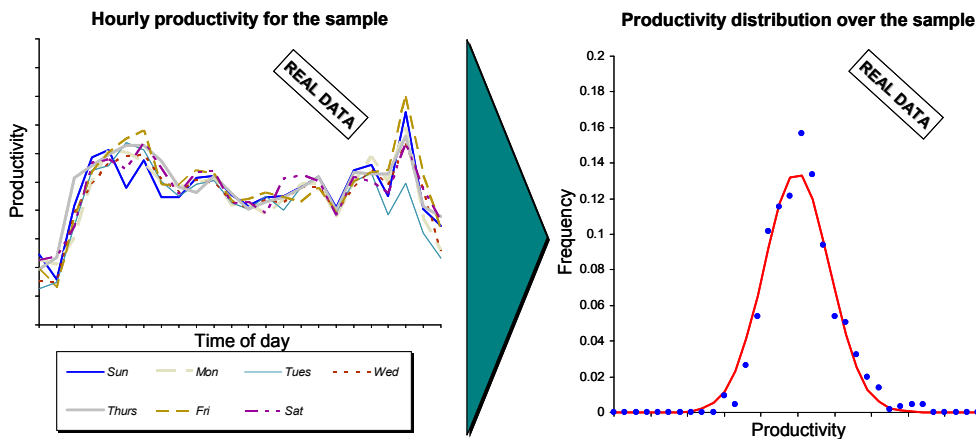 Hourly productivity for the sample
REAL DATA
Productivity
Time of day
Sun
Mon
Tues
Wed
Thurs
Fri
Sat
Productivity distribution over the sample
REAL DATA
0.2
0.18
0.16
0.14
0.12
0.1
0.08
0.06
0.04
0.02
0
Frequency
Productivity